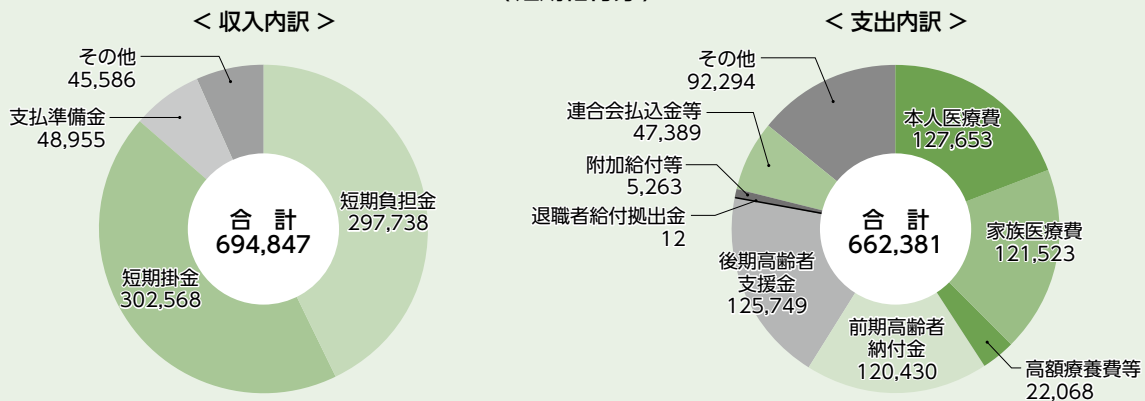 < 収入内訳 >
その他
45,586
支払準備金
48,955
短期負担金
297,738
合 計
694,847
短期掛金
302,568
< 支出内訳 >
その他
92,294
連合会払込金等
47,389
附加給付等
5,263
退職者給付拠出金
12
本人医療費
127,653
合 計
662,381
家族医療費
121,523
後期高齢者
支援金
125,749
前期高齢者
納付金
120,430
高額療養費等
22,068